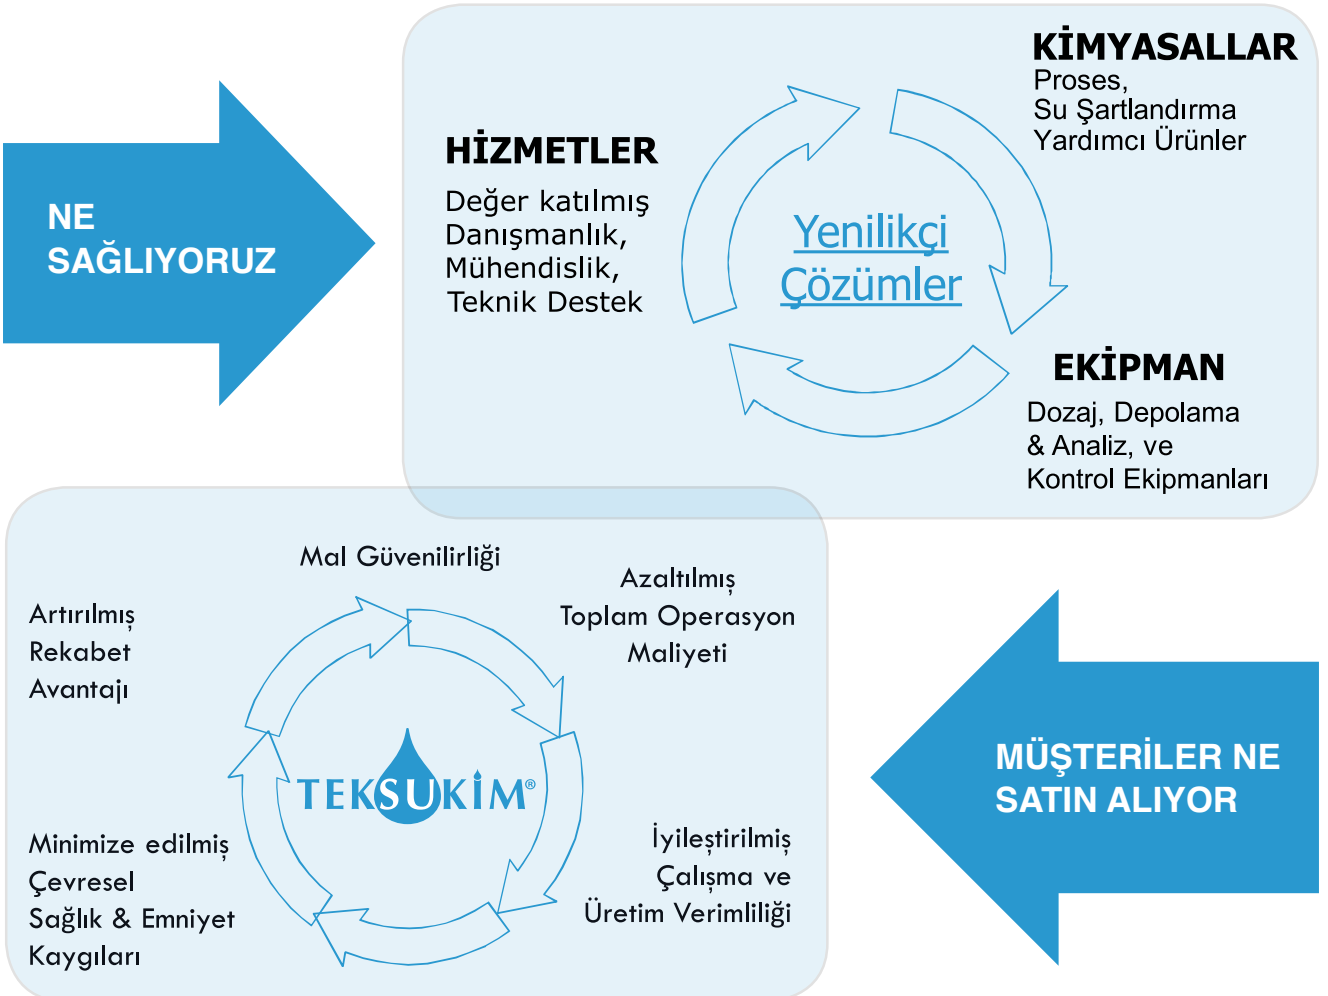 NE
SAĞLIYORUZ
HİZMETLER
Değer katılmış
Danışmanlık,
Mühendislik,
Teknik Destek
Yenilikçi
Çözümler
KİMYASALLAR
Proses,
Su Şartlandırma
Yardımcı Ürünler
EKİPMAN
Dozaj, Depolama
& Analiz, ve
Kontrol Ekipmanları
Mal Güvenilirliği
Azaltılmış
Toplam Operasyon
Maliyeti
Artırılmış
Rekabet
Avantajı
TEKSUKİM®
İyileştirilmiş
Çalışma ve
Üretim Verimliliği
Minimize edilmiş
Çevresel
Sağlık & Emniyet
Kaygıları
MÜŞTERİLER NE
SATIN ALIYOR